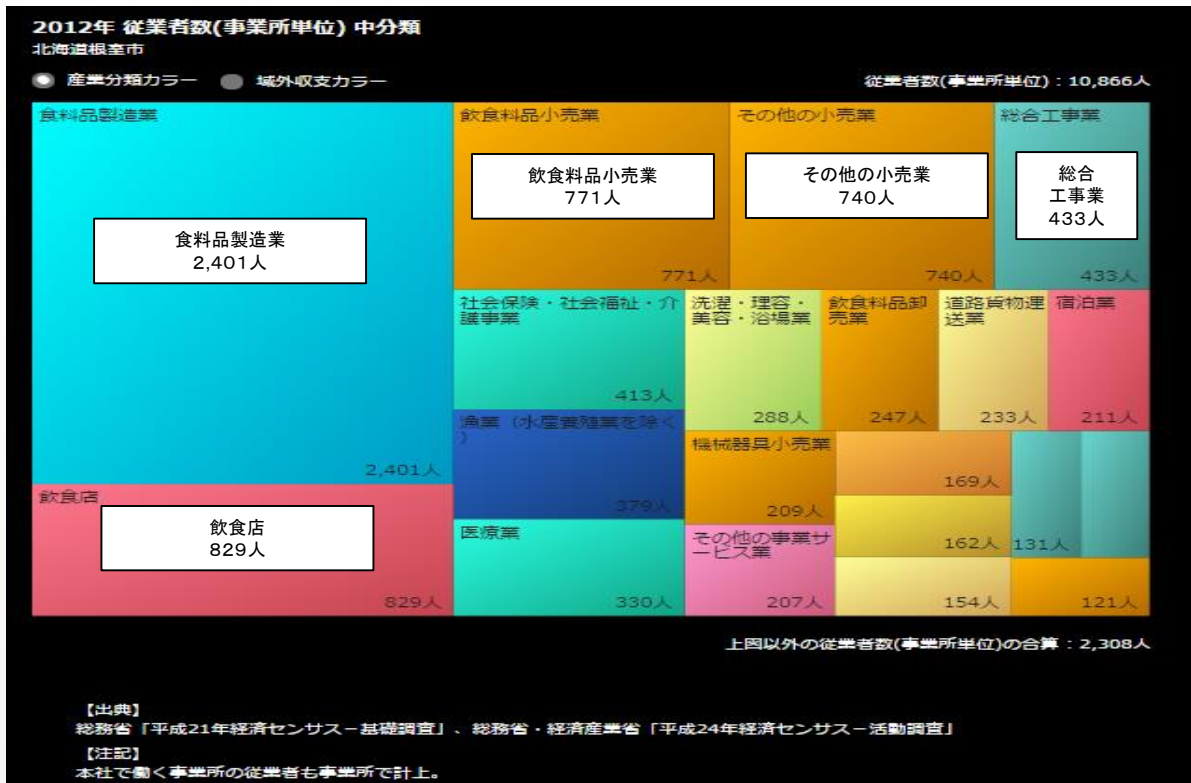 2012年 従業者数(事業所単位) 中分類
北海道根室市
産業分類カラー 域外収支カラー
従業者数(事業所単位)：10,866人
食料品製造業
食料品製造業
2,401人
2,401人
飲食店
飲食店
829人
829人
飲食料品小売業
飲食料品小売業
771人
771人
その他の小売業
その他の小売業
740人
740人
総合工事業
総合
工事業
433人
433人
社会保険・社会福祉・介
護事業
413人
漁業（水産養殖業を除く
）
379人
医療業
330人
洗濯・理容・
美容・浴場業
288人
飲食料品卸
売業
247人
道路貨物運
送業
233人
宿泊業
211人
機械器具小売業
209人
その他の事業サ
ービス業
207人
169人
162人
154人
131人
121人
上図以外の従業者数(事業所単位)の合算：2,308人
【出典】
総務省「平成21年経済センサス－基礎調査」、総務省・経済産業省「平成24年経済センサス－活動調査」
【注記】
本社で働く事業所の従業者も事業所で計上。